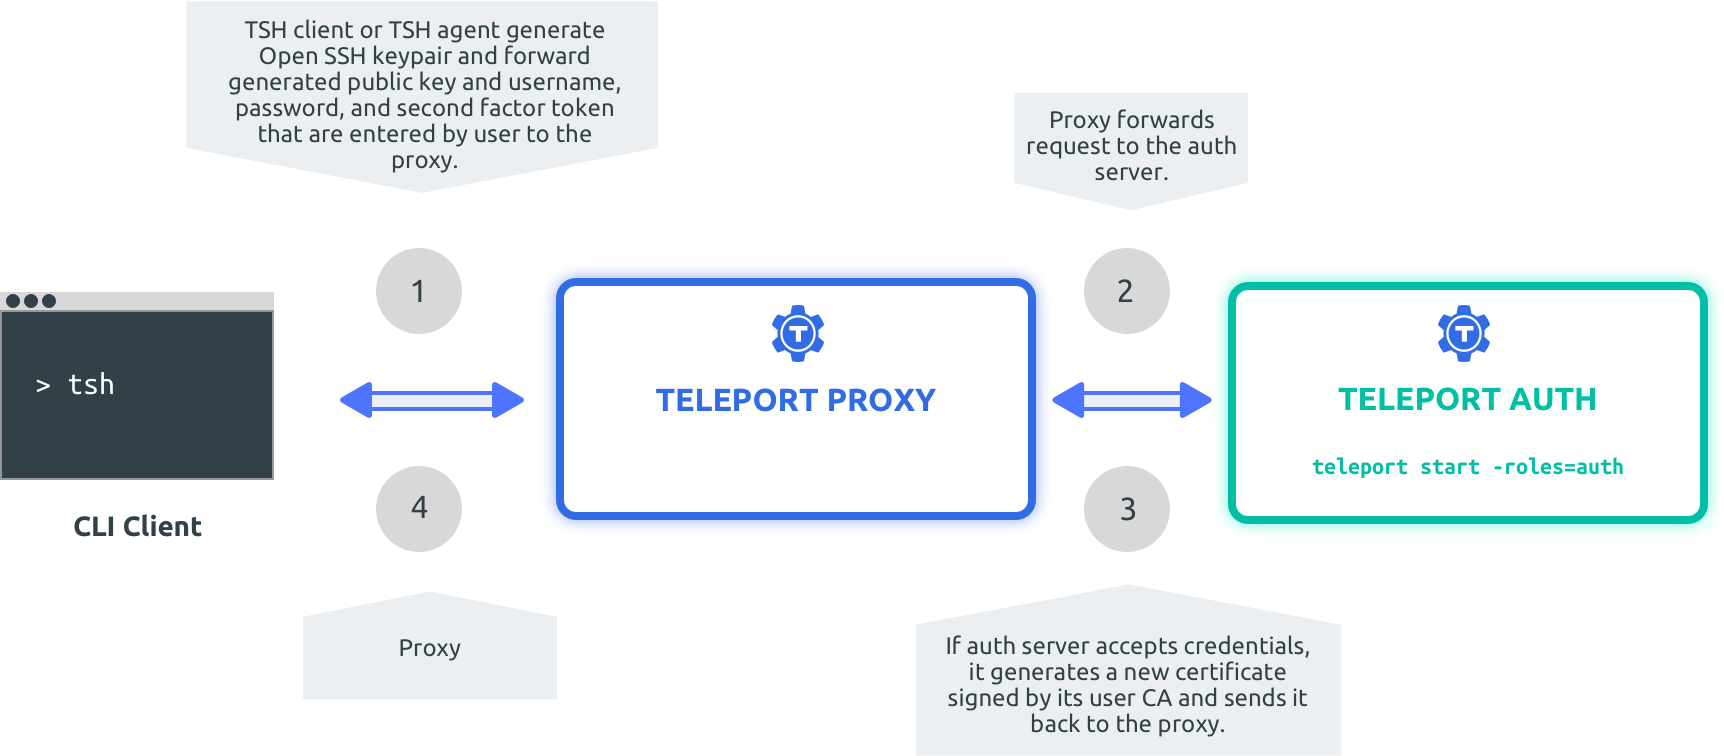 TSH client or TSH agent generate
Open SSH keypair and forward
generated public key and username,
password, and second factor token
that are entered by user to the
proxy.
Proxy forwards
request to the auth
server.
1
2
> tsh
T
TELEPORT PROXY
T
TELEPORT AUTH
teleport start -roles=auth
CLI Client
4
3
Proxy
If auth server accepts credentials,
it generates a new certificate
signed by its user CA and sends it
back to the proxy.